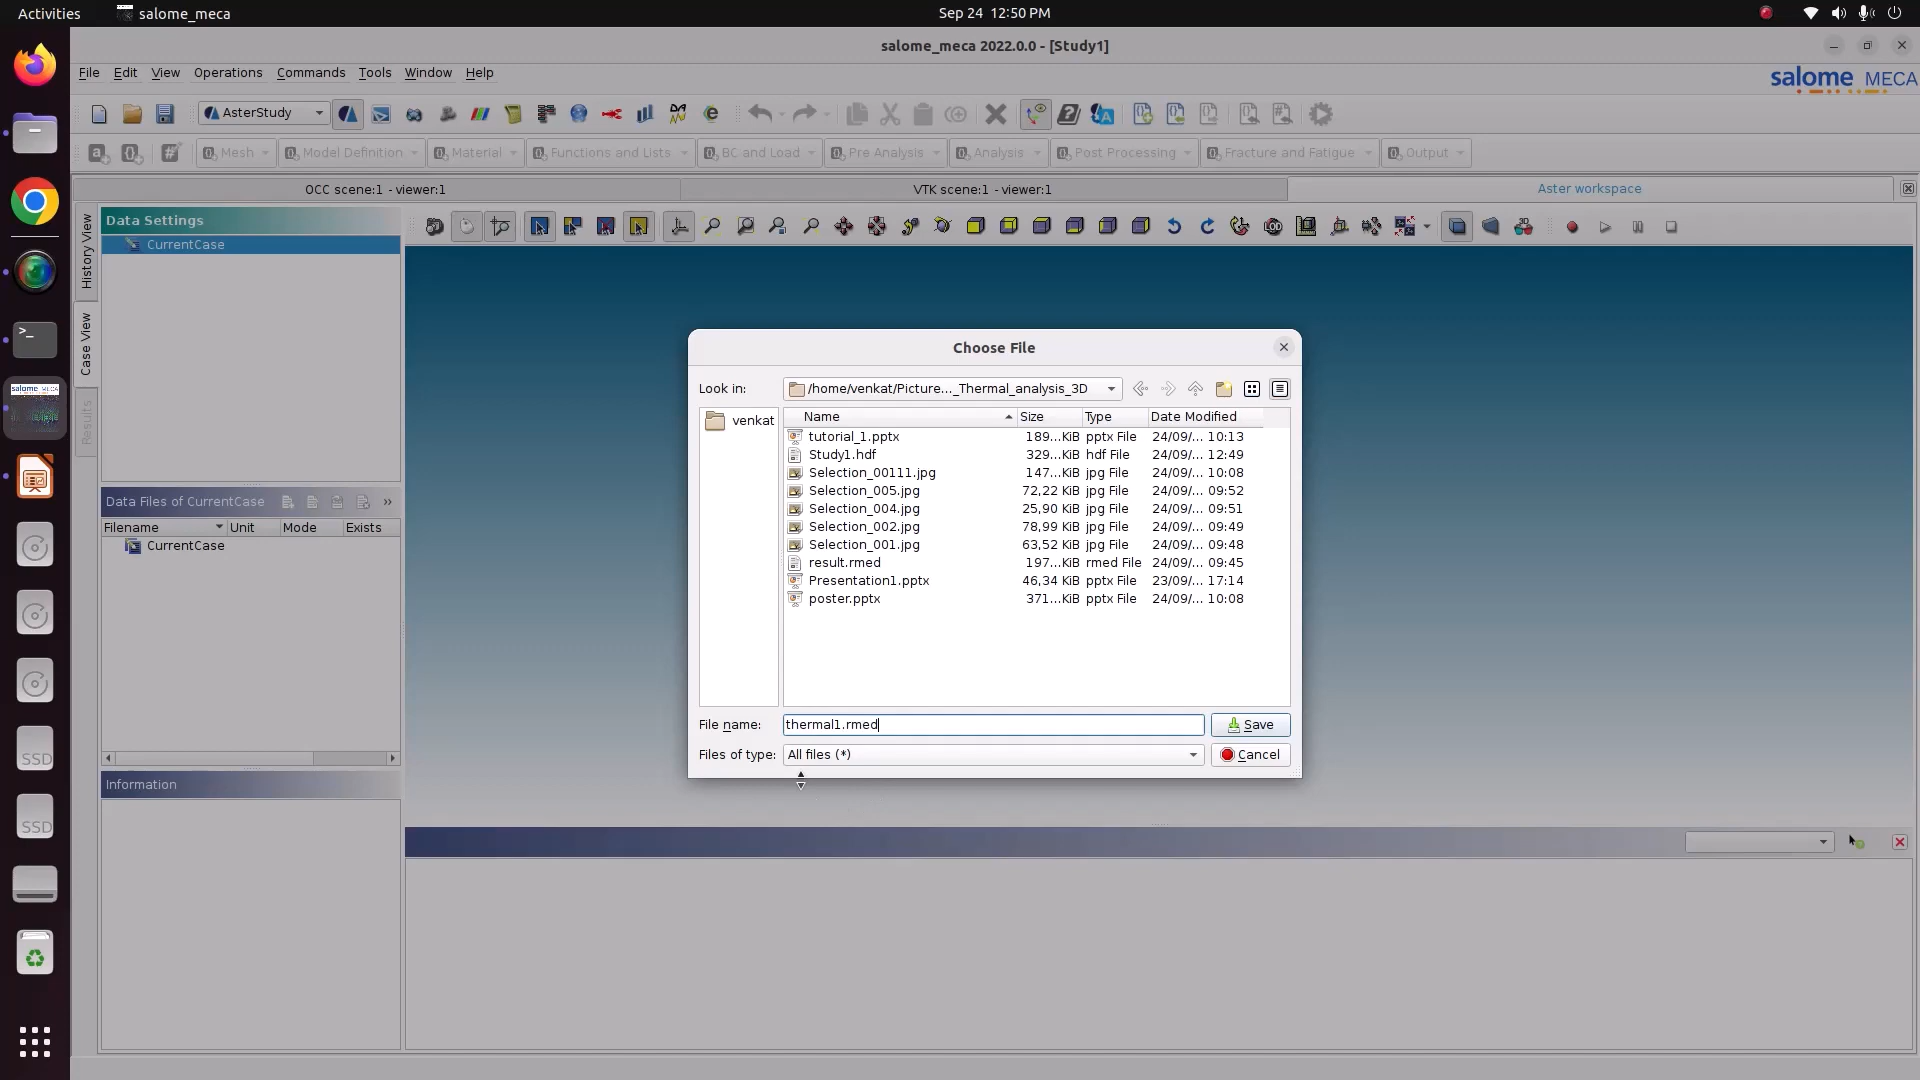 Activities
salome_meca
Sep 24 12:50 PM
salome_meca 2022.0.0 - [Study1]
File Edit View Operations Commands Tools Window Help
salome MECA
AsterStudy
Mesh Model Definition Material Functions and Lists BC and Load Pre Analysis Analysis Post Processing Fracture and Fatigue Output
OCC scene:1 - viewer:1
VTK scene:1 - viewer:1
Aster workspace
History View
Case View
Results
Data Settings
CurrentCase
Data Files of CurrentCase
Filename Unit Mode Exists
CurrentCase
Information
Choose File
Look in: /home/venkat/Picture..._Thermal_analysis_3D
venkat
Name Size Type Date Modified
tutorial_1.pptx 189...KiB pptx File 24/09/... 10:13
Study1.hdf 329...KiB hdf File 24/09/... 12:49
Selection_00111.jpg 147...KiB jpg File 24/09/... 10:08
Selection_005.jpg 72,22 KiB jpg File 24/09/... 09:52
Selection_004.jpg 25,90 KiB jpg File 24/09/... 09:51
Selection_002.jpg 78,99 KiB jpg File 24/09/... 09:49
Selection_001.jpg 63,52 KiB jpg File 24/09/... 09:48
result.rmed 197...KiB rmed File 24/09/... 09:45
Presentation1.pptx 46,34 KiB pptx File 23/09/... 17:14
poster.pptx 371...KiB pptx File 24/09/... 10:08
File name: thermal1.rmed Save
Files of type: All files (*) Cancel
SSD
SSD